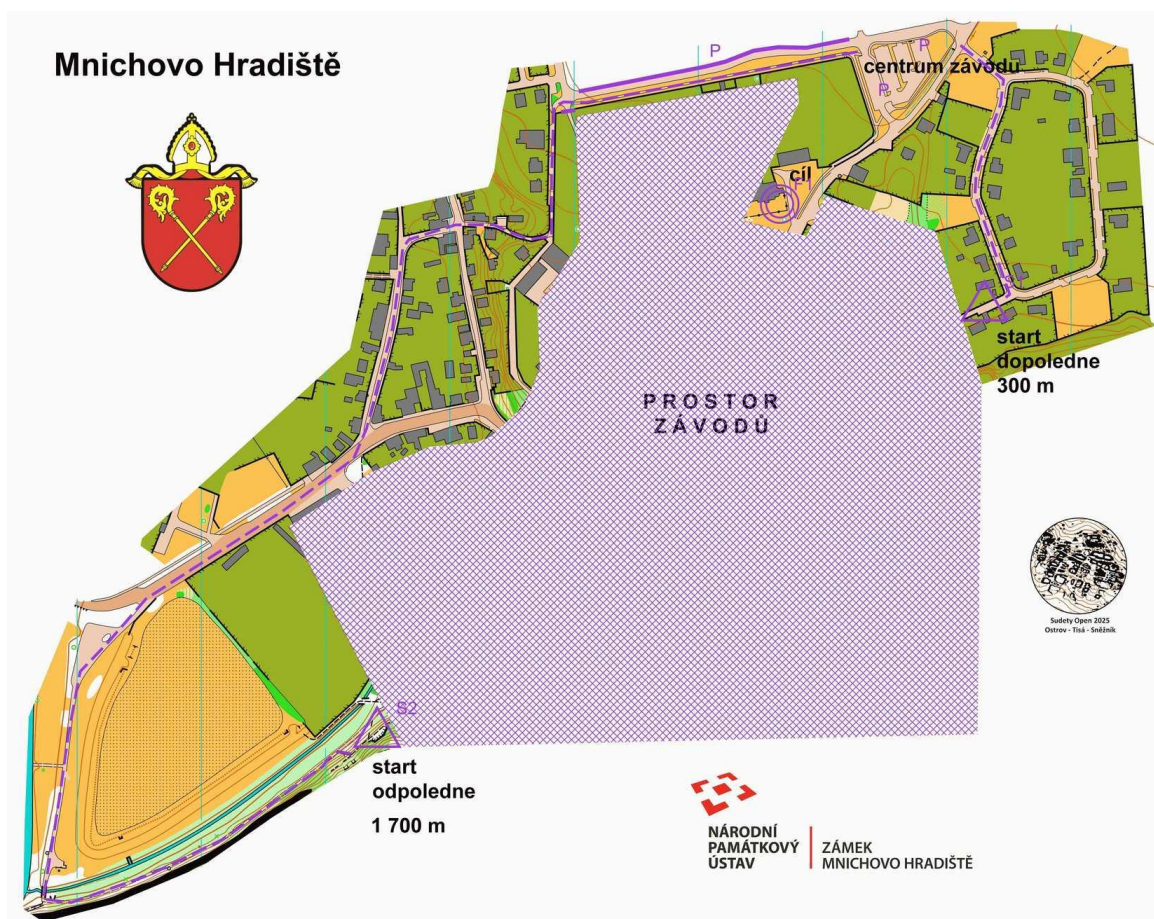 Mnichovo Hradiště
P
P
centrum závodu
P
cíl
F1
start
dopoledne
300 m
PROSTOR
ZÁVODŮ
Sudety Open 2025
Ostrov - Tisá - Sněžník
S2
start
odpoledne
1 700 m
NÁRODNÍ
PAMÁTKOVÝ
ÚSTAV
ZÁMEK
MNICHOVO HRADIŠTĚ